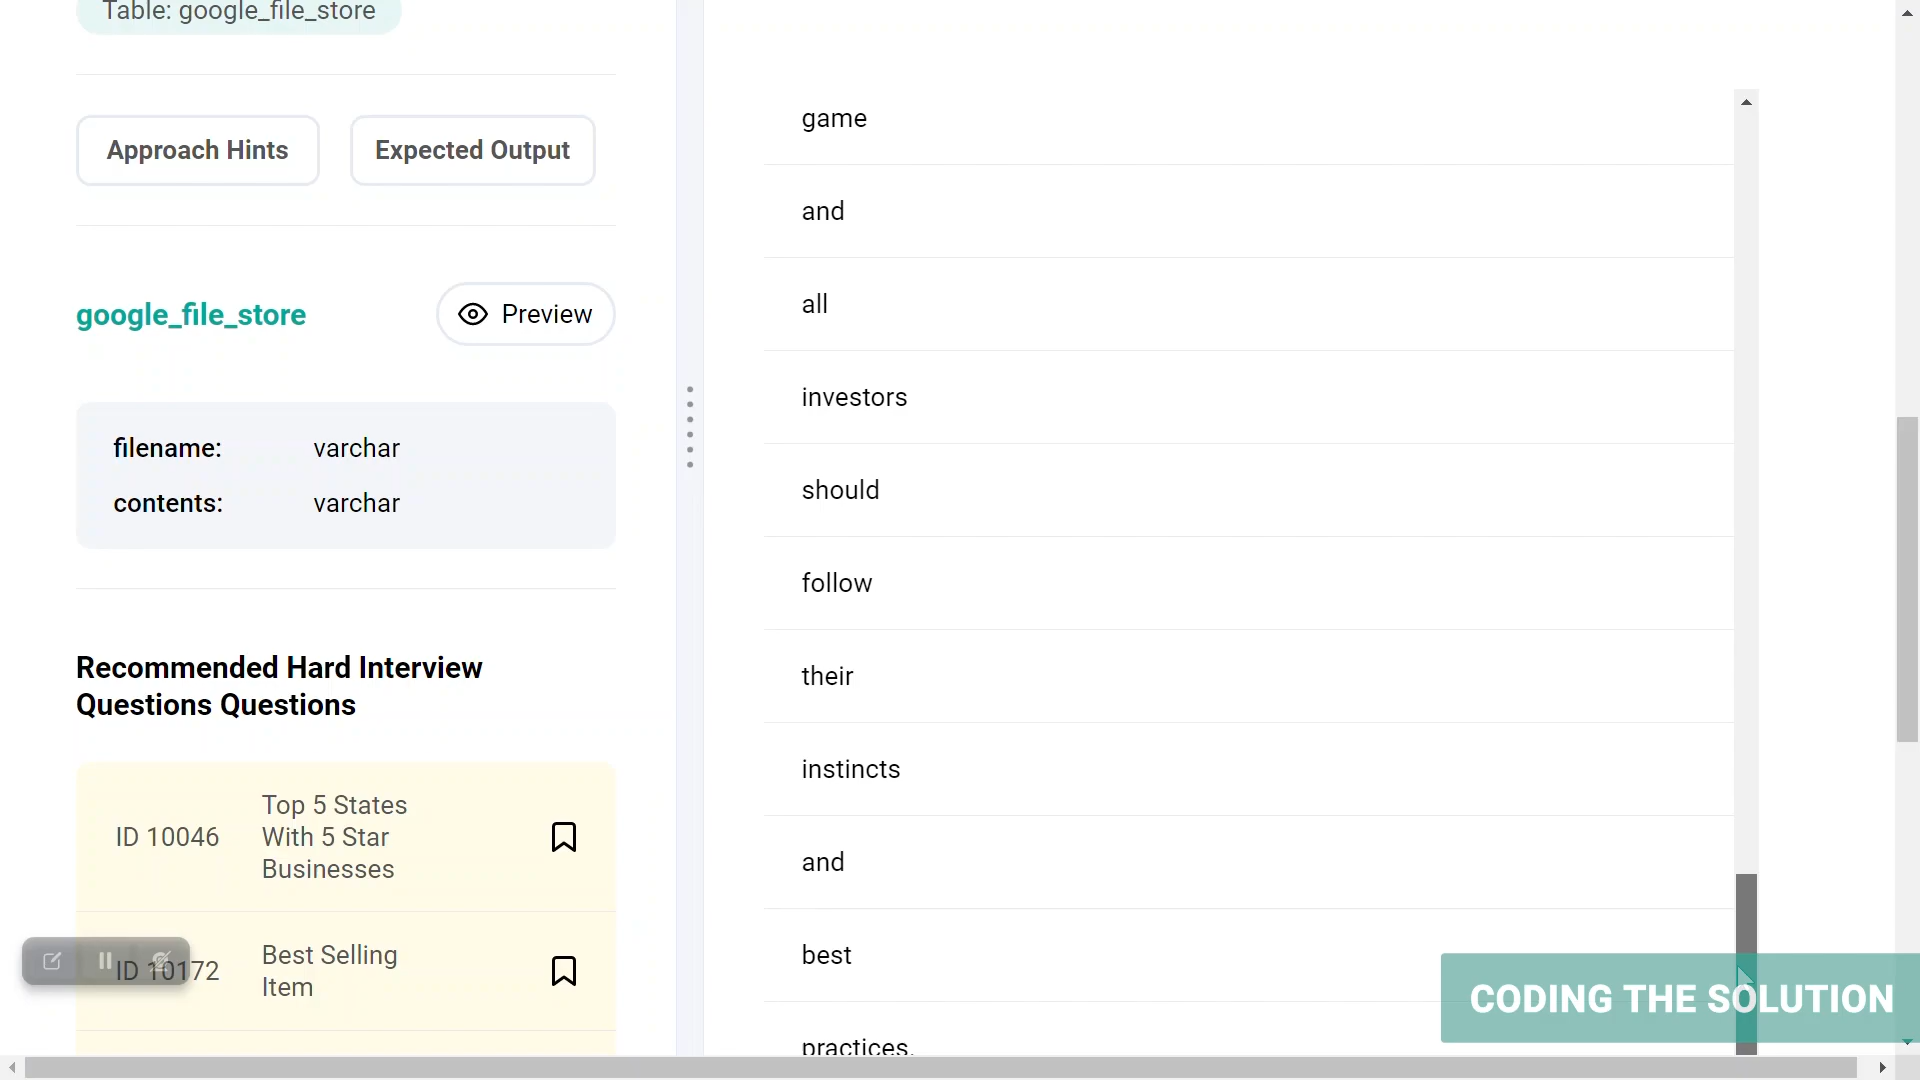 Table: google_file_store
Approach Hints
Expected Output
google_file_store
Preview
filename: varchar
contents: varchar
Recommended Hard Interview
Questions Questions
ID 10046
Top 5 States
With 5 Star
Businesses
ID 10172
Best Selling
Item
game
and
all
investors
should
follow
their
instincts
and
best
practices.
CODING THE SOLUTION